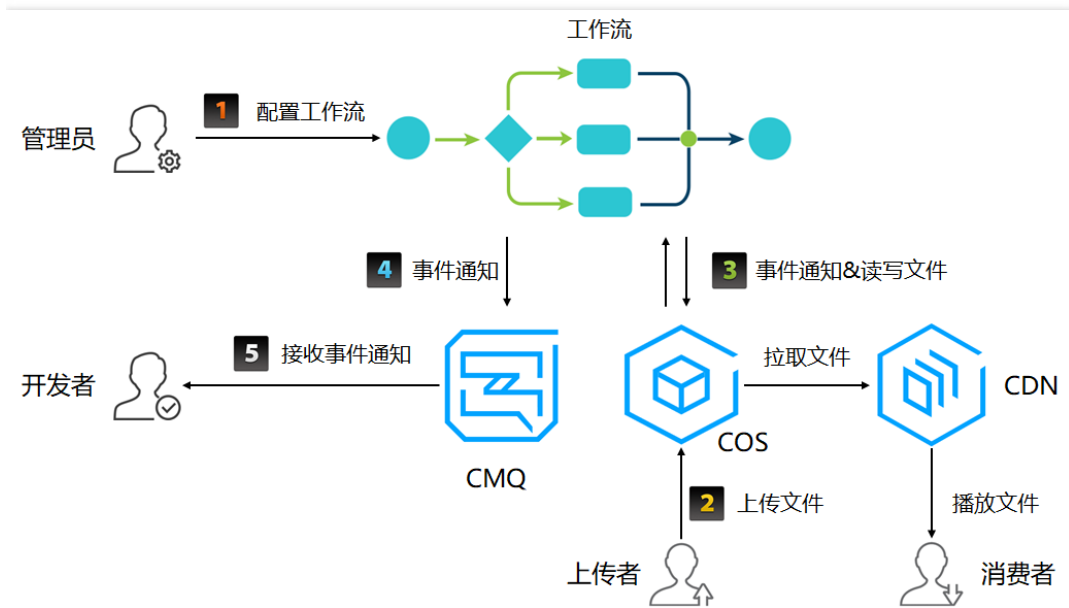 工作流
管理员
1 配置工作流
4 事件通知
3 事件通知&读写文件
开发者
5 接收事件通知
拉取文件
CDN
COS
CMQ
2 上传文件
播放文件
上传者
消费者